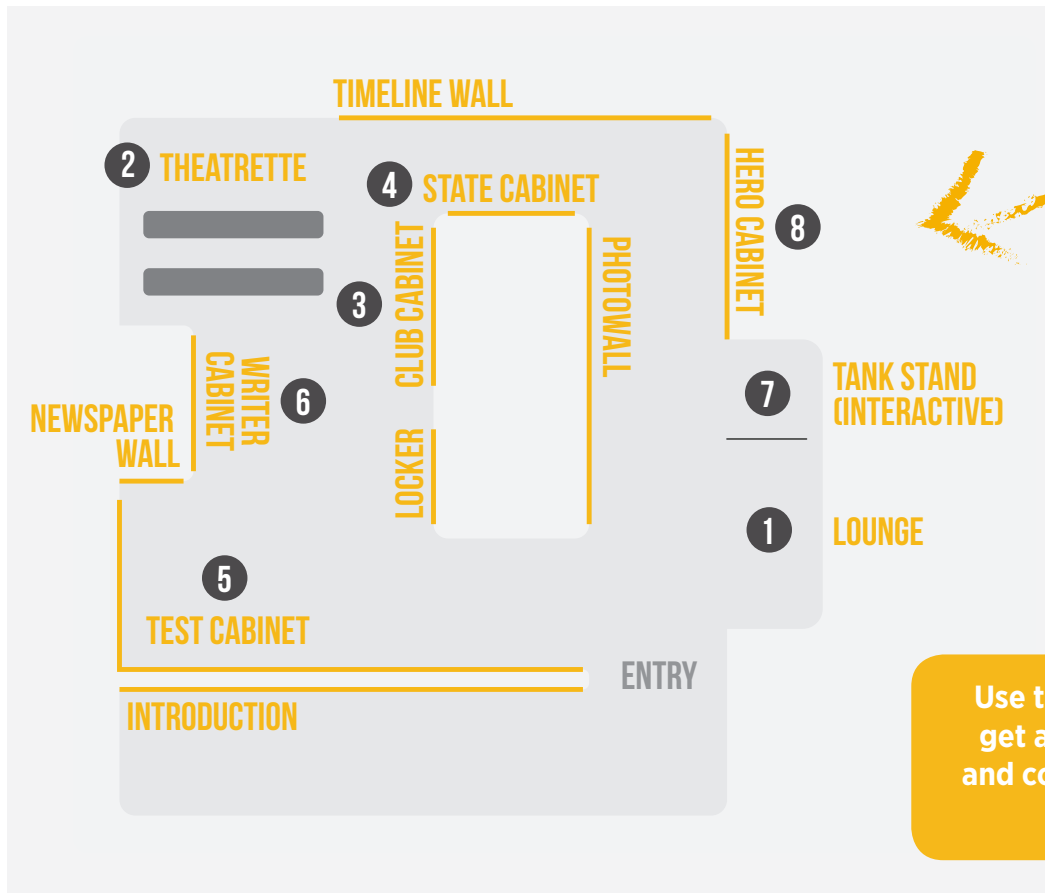 TIMELINE WALL
2 THEATRETTE
4 STATE CABINET
HERO CABINET
8
3
CLUB CABINET
PHOTOWALL
WRITER
CABINET
6
7
TANK STAND
(INTERACTIVE)
NEWSPAPER
WALL
LOCKER
1
LOUNGE
5
TEST CABINET
ENTRY
INTRODUCTION
Use t
get a
and co